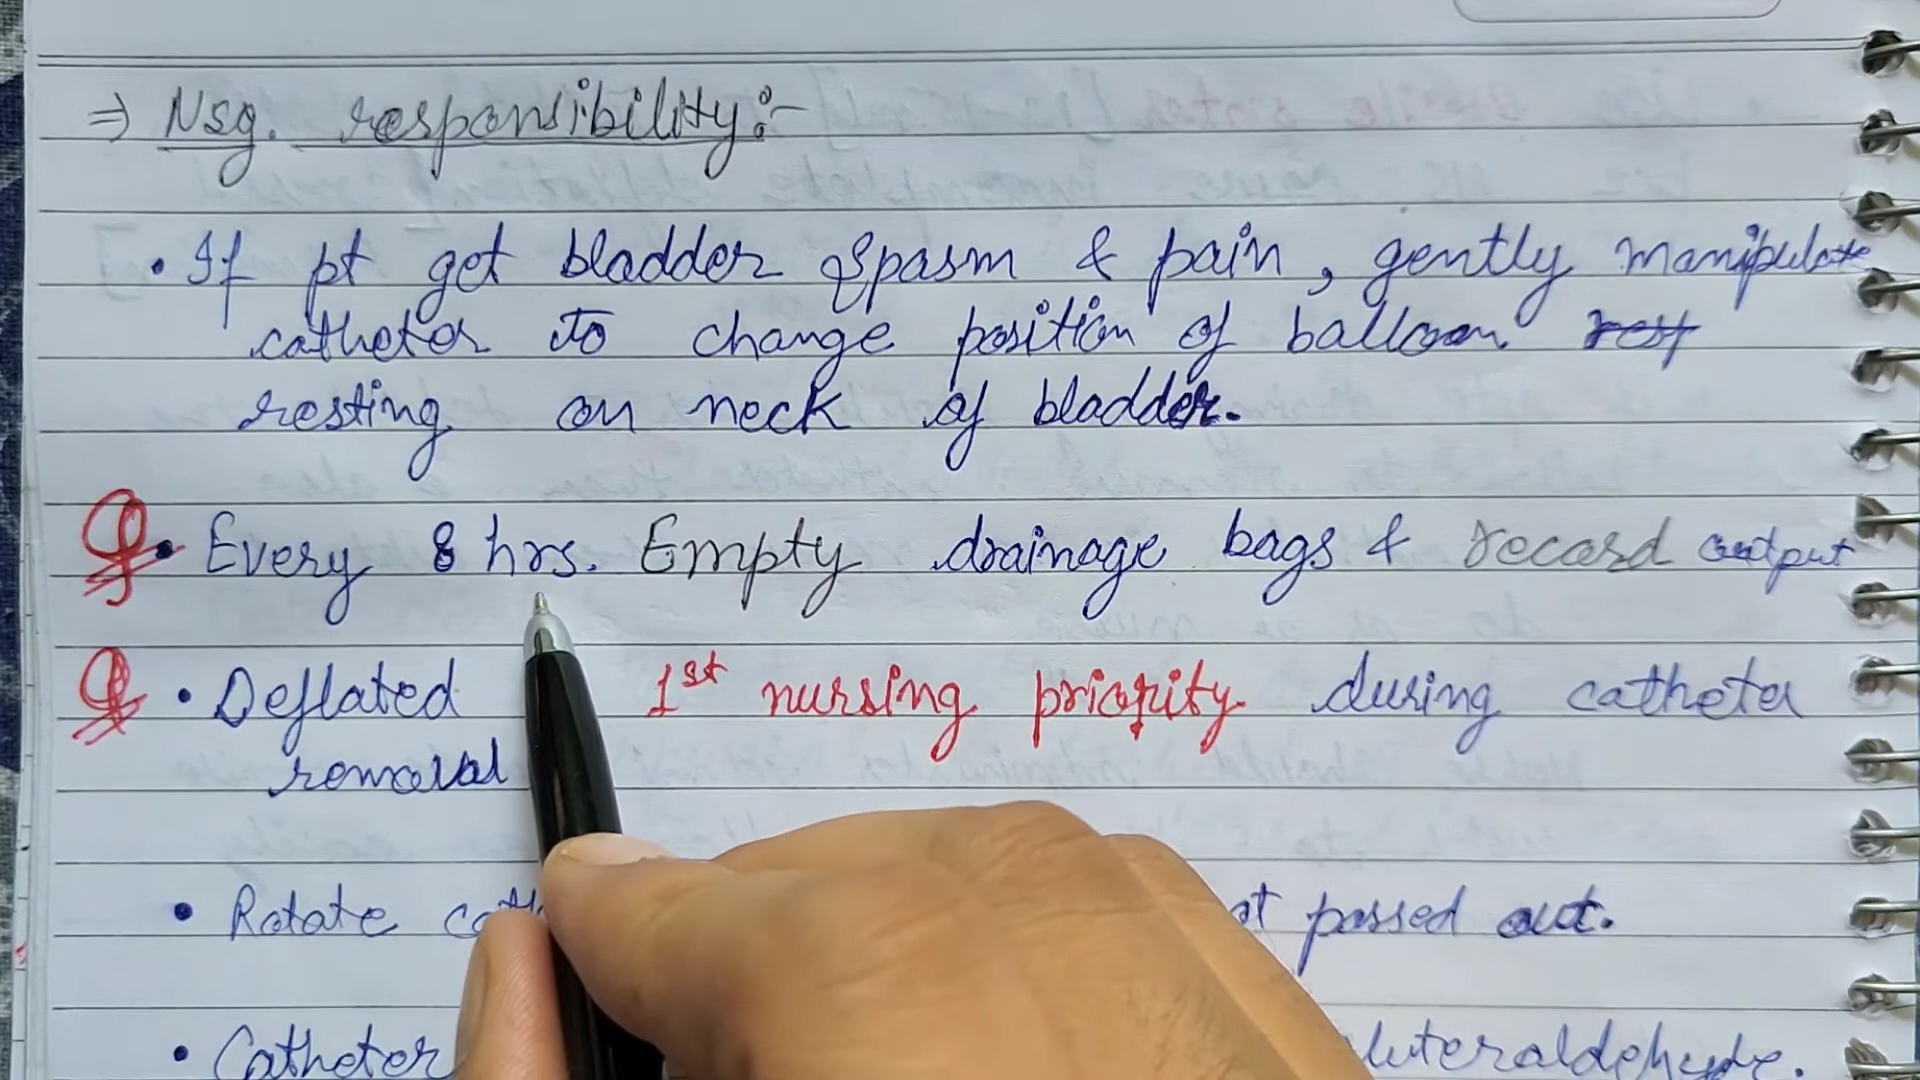 ⇒ Nsg. responsibility:-
• If pt get bladder spasm & pain, gently manipulate
catheter to change position of balloon
resting on neck of bladder.
Q • Every 8 hrs. Empty drainage bags & record output
Q • Deflated 1st nursing priority during catheter
removal
• Rotate passed out.
• Catheter